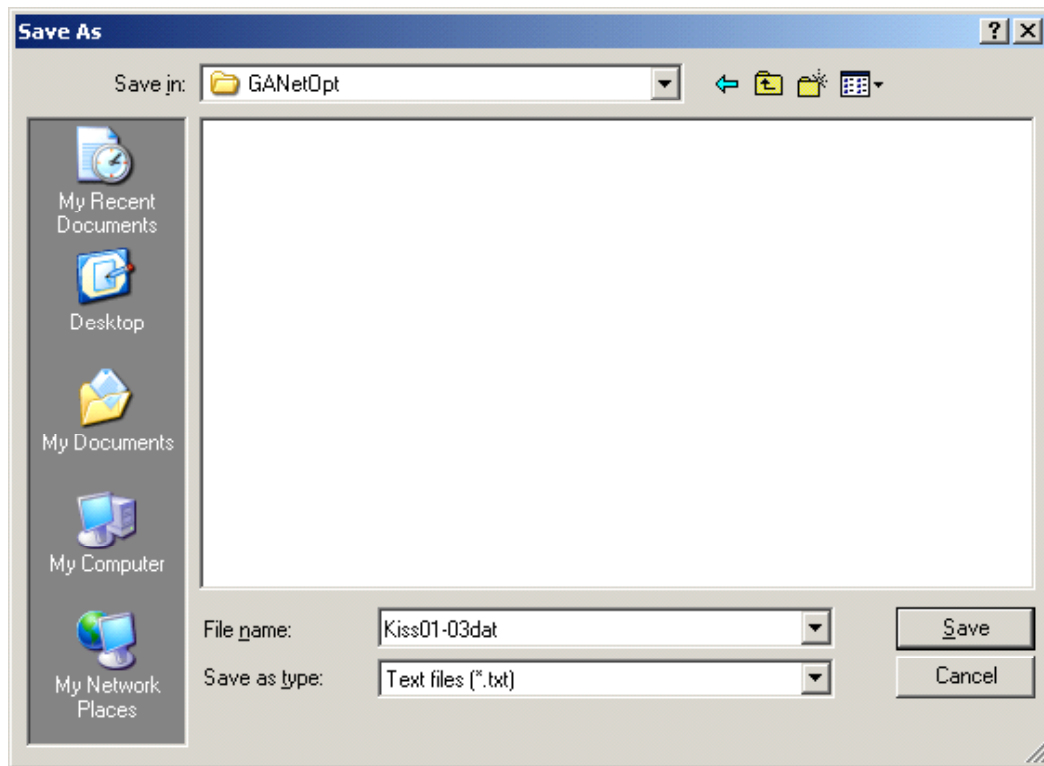 Save As
Save in:
GANetOpt
My Recent
Documents
Desktop
My Documents
My Computer
My Network
Places
File name:
Kiss01-03dat
Save
Save as type:
Text files (*.txt)
Cancel